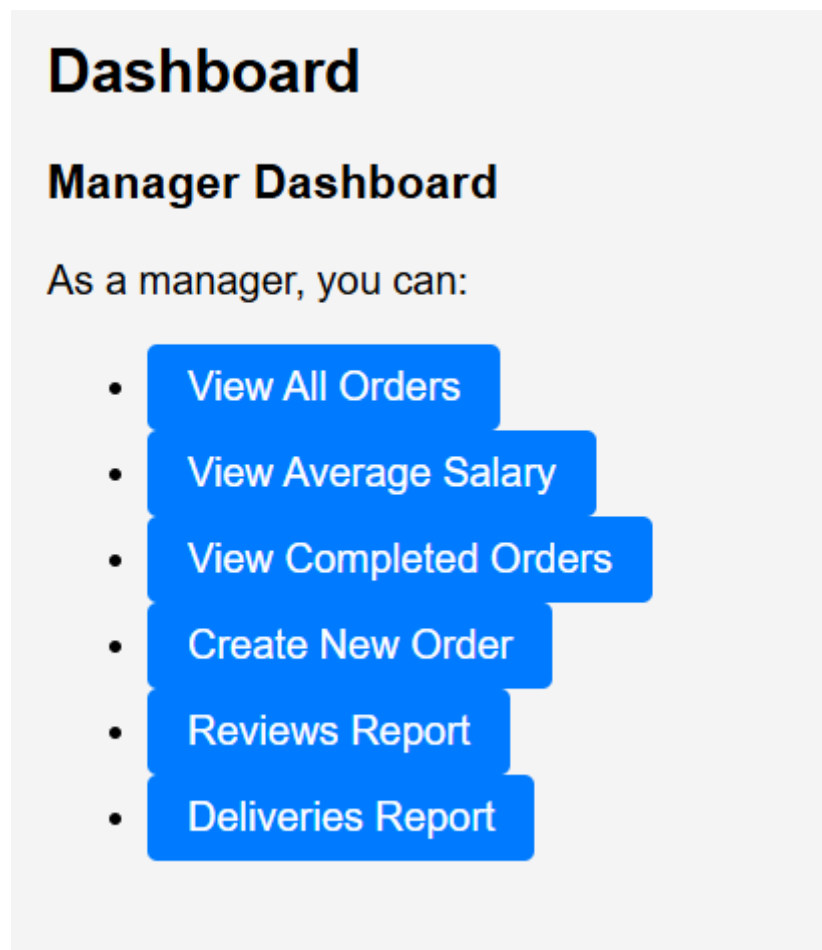 Dashboard
Manager Dashboard
As a manager, you can:
View All Orders
View Average Salary
View Completed Orders
Create New Order
Reviews Report
Deliveries Report